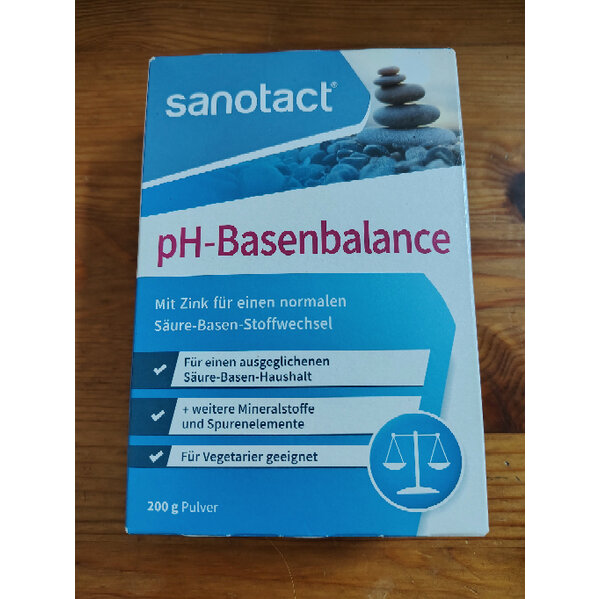 sanotact®
pH-Basenbalance
Mit Zink für einen normalen
Säure-Basen-Stoffwechsel
Für einen ausgeglichenen
Säure-Basen-Haushalt
+ weitere Mineralstoffe
und Spurenelemente
Für Vegetarier geeignet
200 g Pulver